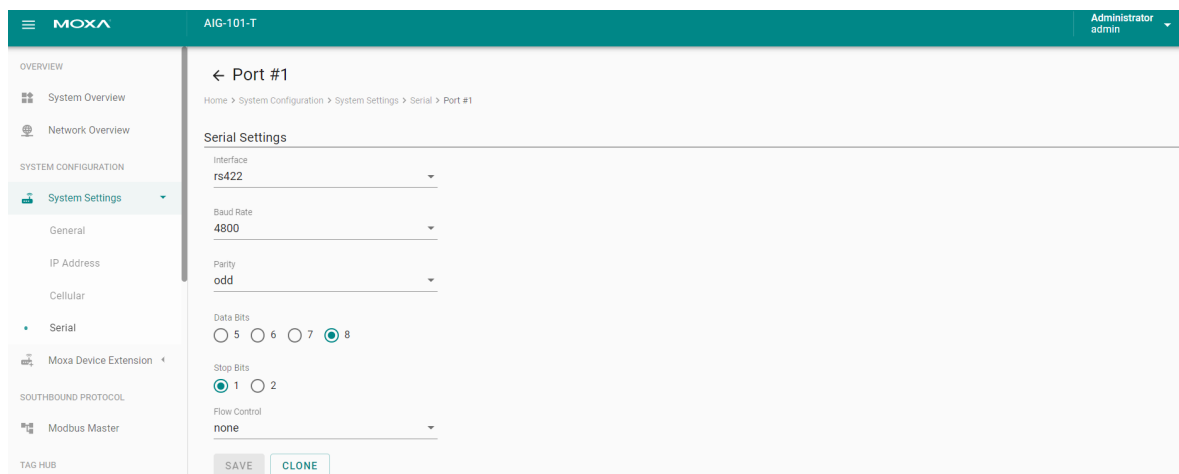 MOXA
AIG-101-T
Administrator
admin
OVERVIEW
System Overview
Network Overview
SYSTEM CONFIGURATION
System Settings
General
IP Address
Cellular
Serial
Moxa Device Extension
SOUTHBOUND PROTOCOL
Modbus Master
TAG HUB
Port #1
Home > System Configuration > System Settings > Serial > Port #1
Serial Settings
Interface
rs422
Baud Rate
4800
Parity
odd
Data Bits
5 6 7 8
Stop Bits
1 2
Flow Control
none
SAVE CLONE